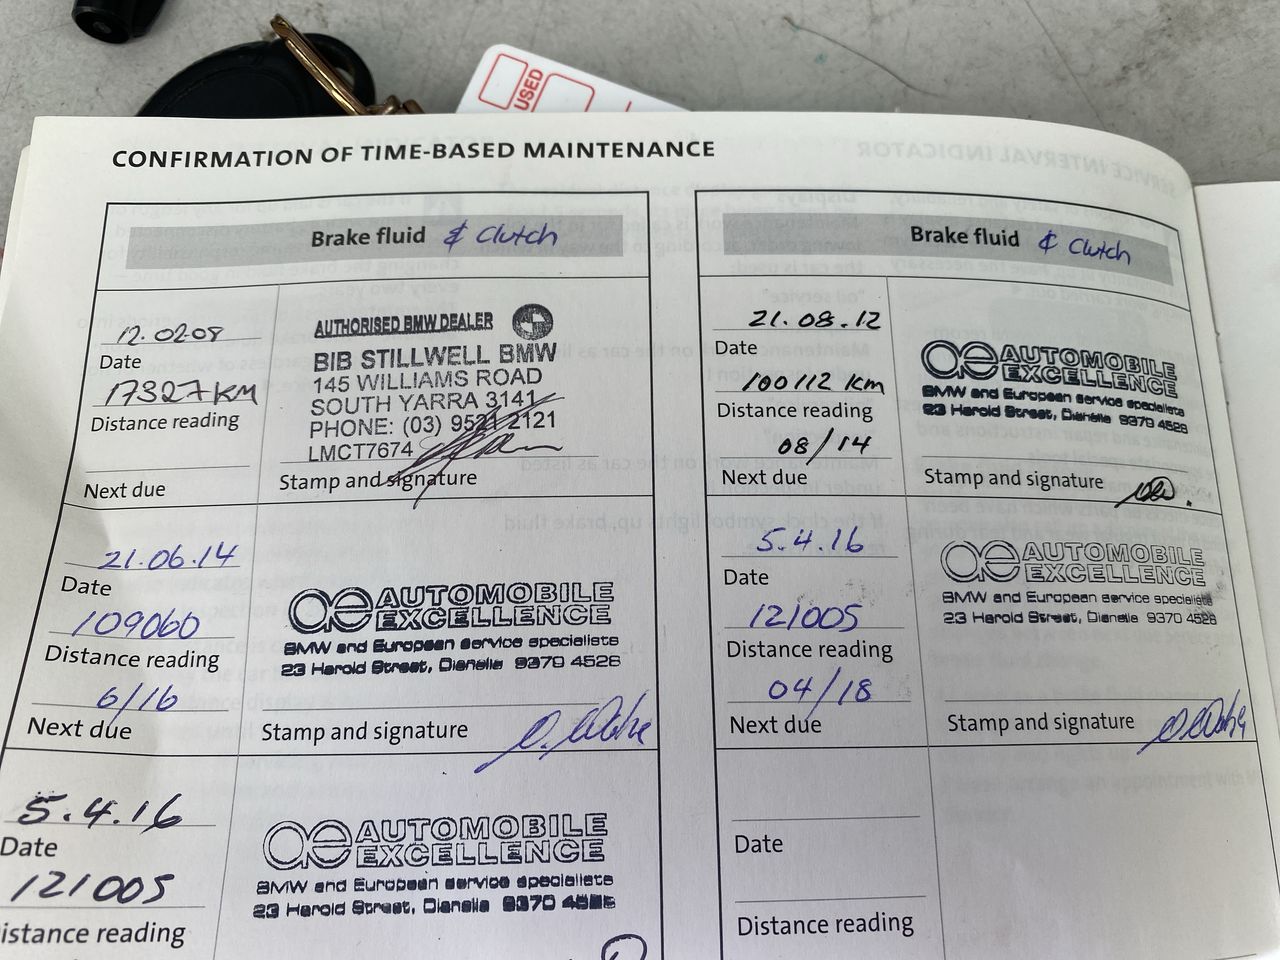 USED
CONFIRMATION OF TIME-BASED MAINTENANCE
Brake fluid & Clutch
12.02.08
Date
17327 KM
Distance reading
Next due
AUTHORISED BMW DEALER
BIB STILLWELL BMW
145 WILLIAMS ROAD
SOUTH YARRA 3141
PHONE: (03) 9521 2121
LMCT7674
Stamp and signature
21.06.14
Date
109060
Distance reading
6/16
Next due
AUTOMOBILE
EXCELLENCE
BMW and European service specialists
23 Harold Street, Dianella 9370 4528
Stamp and signature
5.4.16
Date
121005
istance reading
AUTOMOBILE
EXCELLENCE
BMW and European service specialists
23 Harold Street, Dianella 9370 4528
Brake fluid & Clutch
21.08.12
Date
100112 km
Distance reading
08/14
Next due
AUTOMOBILE
EXCELLENCE
BMW and European service specialists
23 Harold Street, Dianella 9370 4528
Stamp and signature
5.4.16
Date
121005
Distance reading
04/18
Next due
AUTOMOBILE
EXCELLENCE
BMW and European service specialists
23 Harold Street, Dianella 9370 4528
Stamp and signature
Date
Distance reading